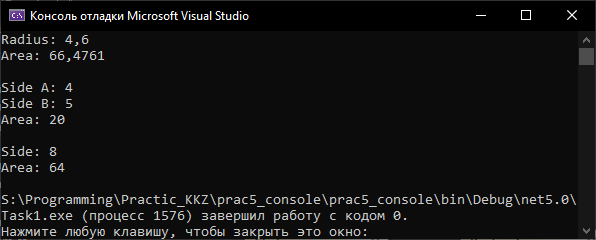 Консоль отладки Microsoft Visual Studio
Radius: 4,6
Area: 66,4761
Side A: 4
Side B: 5
Area: 20
Side: 8
Area: 64
S:\Programming\Practic_KKZ\prac5_console\prac5_console\bin\Debug\net5.0\
Task1.exe (процесс 1576) завершил работу с кодом 0.
Нажмите любую клавишу, чтобы закрыть это окно: